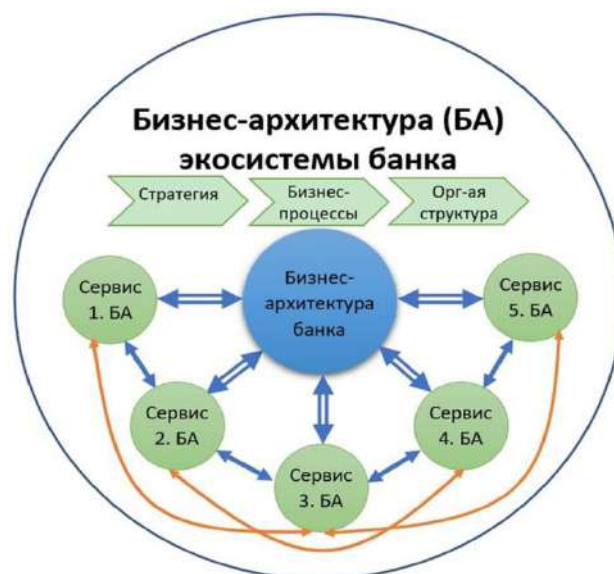 Бизнес-архитектура (БА)
экосистемы банка
Стратегия
Бизнес-
процессы
Орг-ая
структура
Бизнес-
архитектура
банка
Сервис
1. БА
Сервис
5. БА
Сервис
2. БА
Сервис
4. БА
Сервис
3. БА